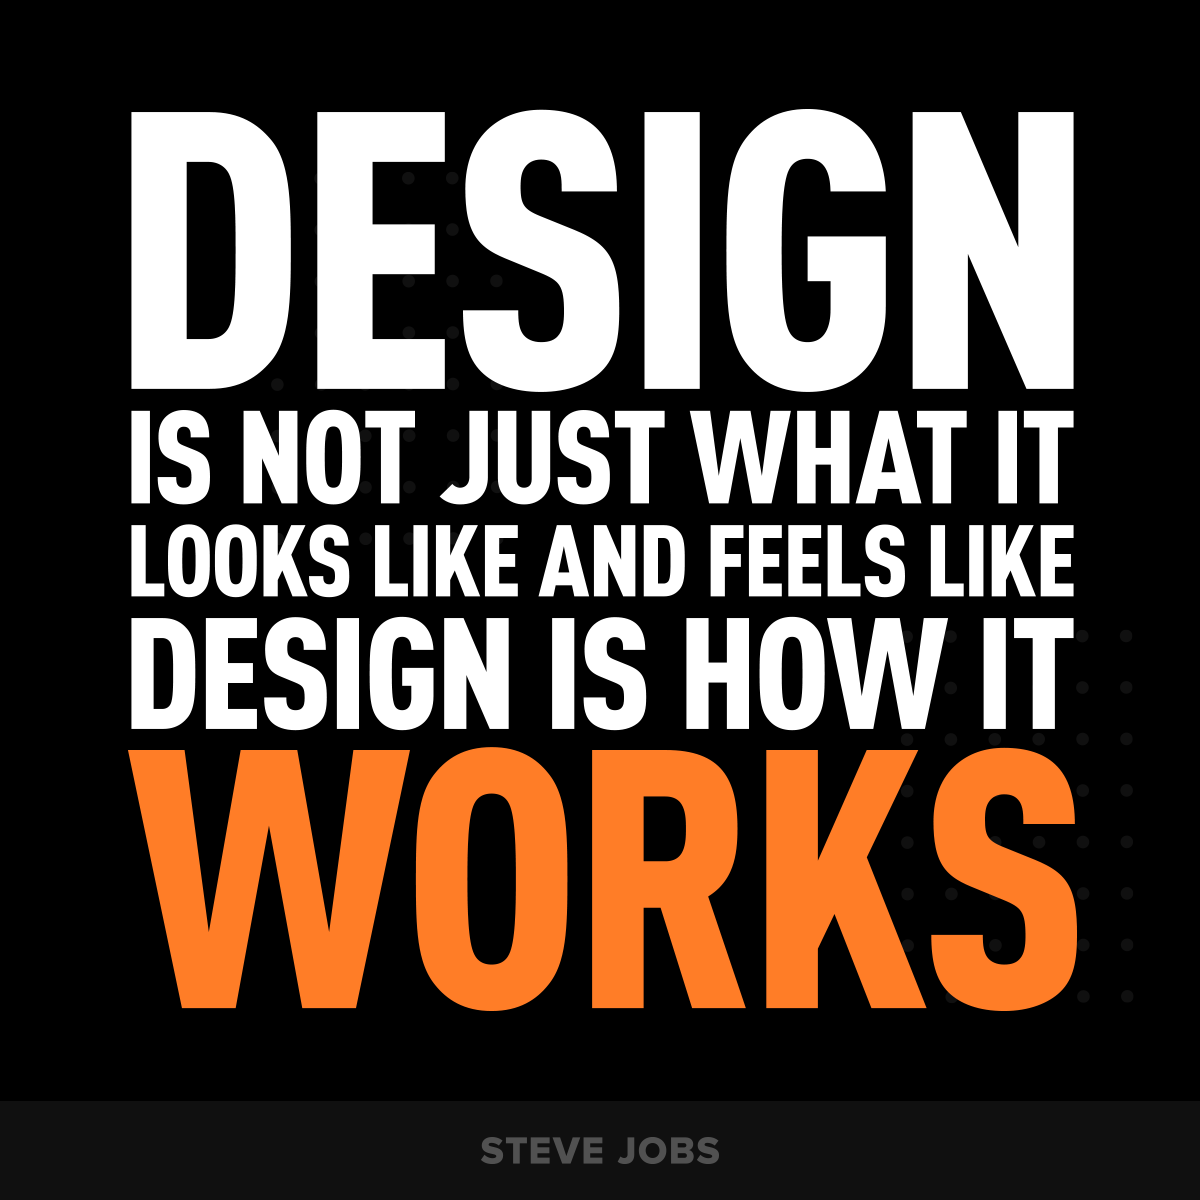 DESIGN
IS NOT JUST WHAT IT
LOOKS LIKE AND FEELS LIKE
DESIGN IS HOW IT
WORKS
STEVE JOBS